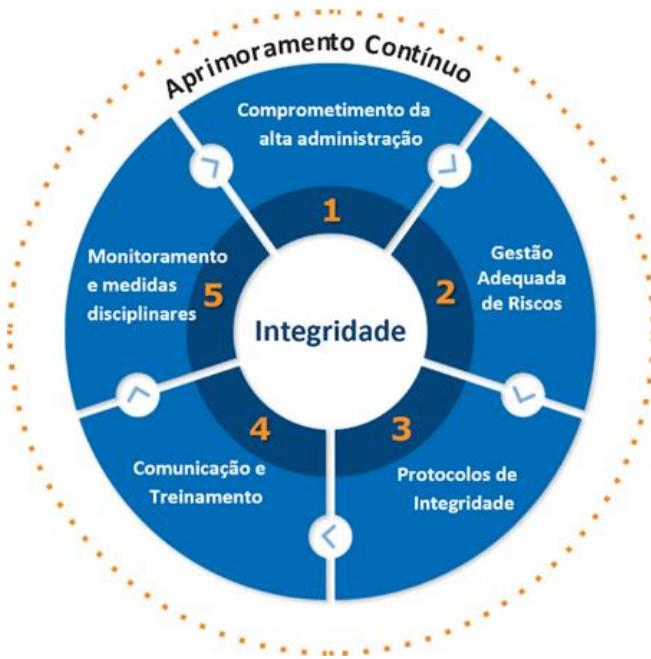 Aprimoramento Contínuo
Comprometimento da
alta administração
1
Gestão
Adequada
de Riscos
2
3
Protocolos de
Integridade
4
Comunicação e
Treinamento
Monitoramento
e medidas
disciplinares
5
Integridade